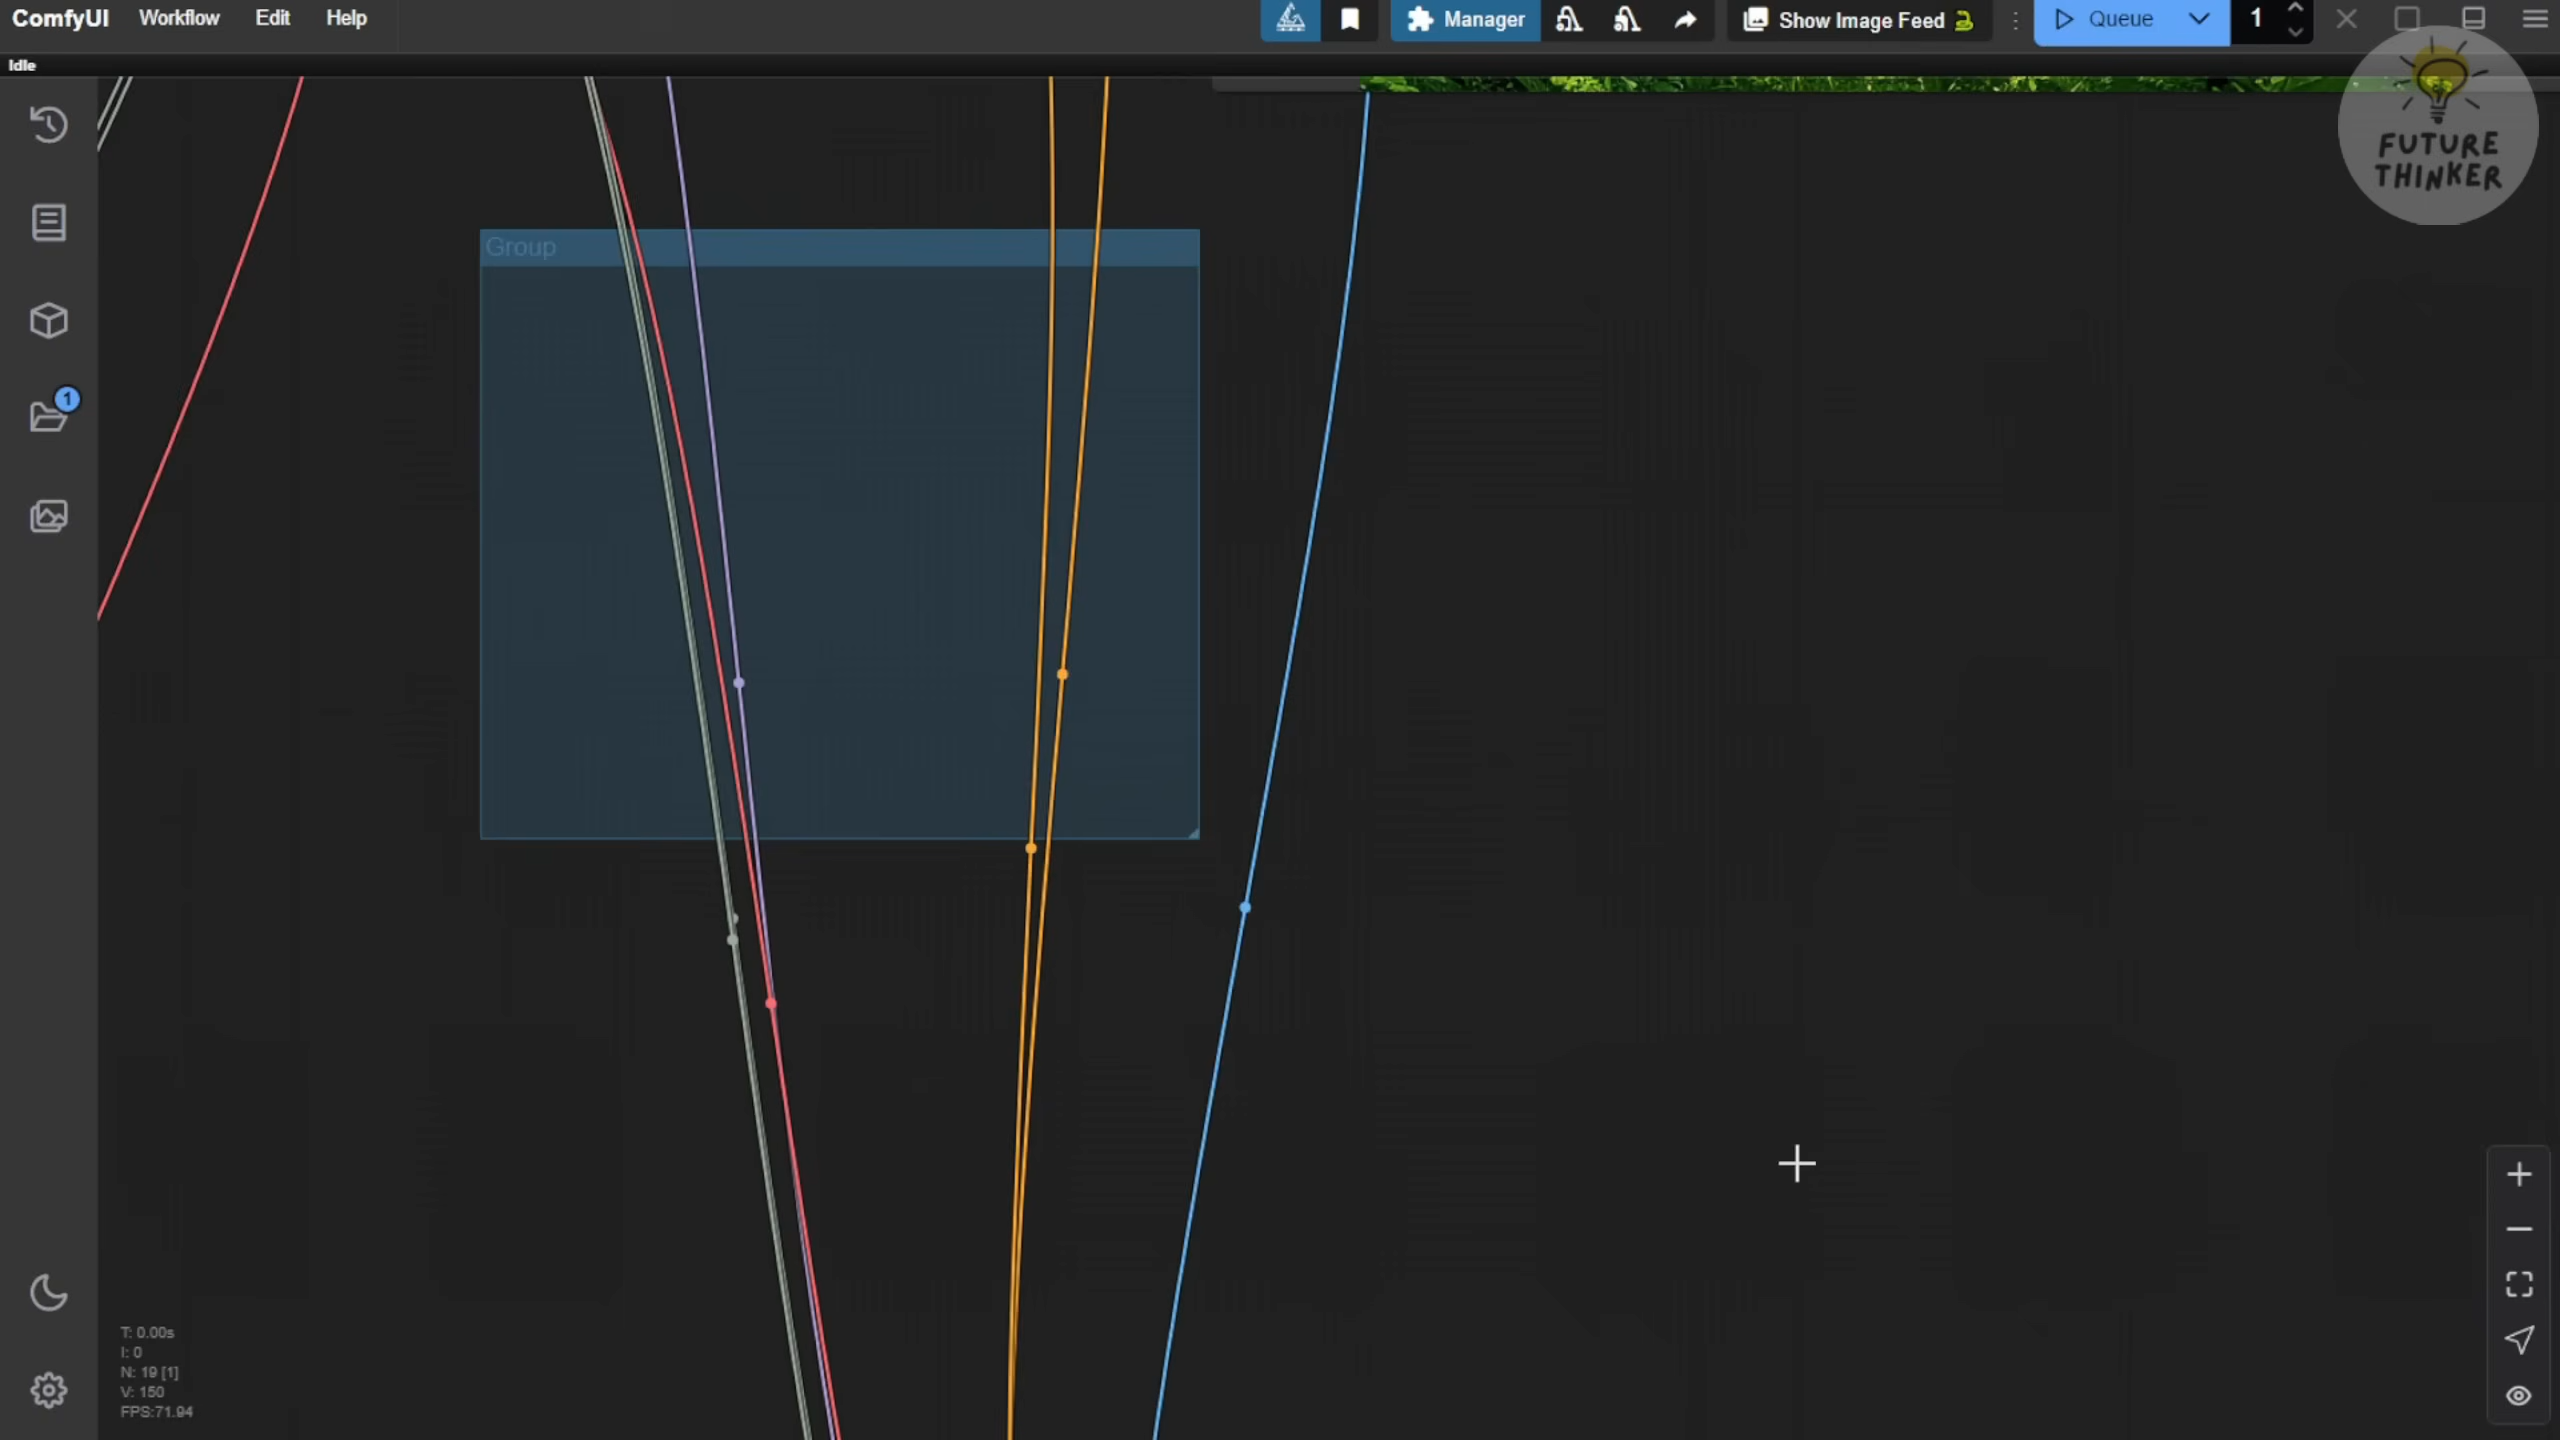 ComfyUI Workflow Edit Help Manager Show Image Feed Queue 1
Idle
FUTURE
THINKER
Group
1
T: 0.00s
I: 0
N: 19 [1]
V: 150
FPS:71.94